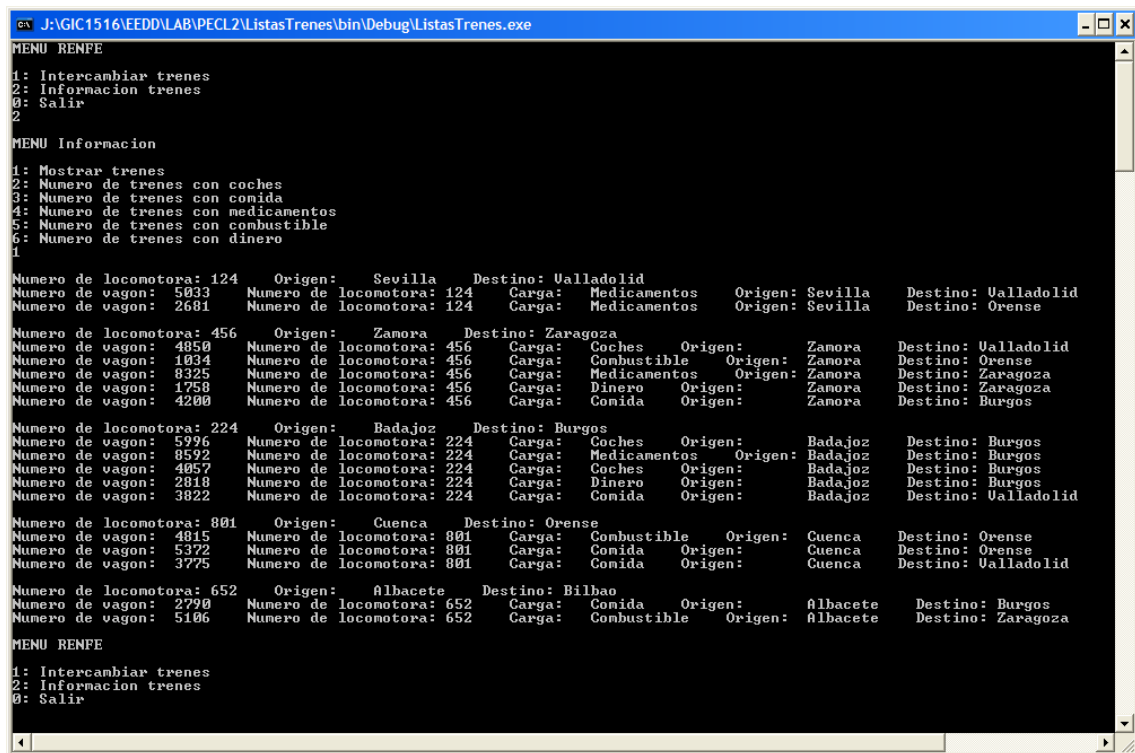 J:\GIC1516\EEDD\LAB\PECL2\ListasTrenes\bin\Debug\ListasTrenes.exe
MENU RENFE
1: Intercambiar trenes
2: Informacion trenes
0: Salir
2
MENU Informacion
1: Mostrar trenes
2: Numero de trenes con coches
3: Numero de trenes con comida
4: Numero de trenes con medicamentos
5: Numero de trenes con combustible
6: Numero de trenes con dinero
1
Numero de locomotora: 124 Origen: Sevilla Destino: Valladolid
Numero de vagon: 5033 Numero de locomotora: 124 Carga: Medicamentos Origen: Sevilla Destino: Valladolid
Numero de vagon: 2681 Numero de locomotora: 124 Carga: Medicamentos Origen: Sevilla Destino: Orense
Numero de locomotora: 456 Origen: Zamora Destino: Zaragoza
Numero de vagon: 4850 Numero de locomotora: 456 Carga: Coches Origen: Zamora Destino: Valladolid
Numero de vagon: 1034 Numero de locomotora: 456 Carga: Combustible Origen: Zamora Destino: Orense
Numero de vagon: 8325 Numero de locomotora: 456 Carga: Medicamentos Origen: Zamora Destino: Zaragoza
Numero de vagon: 1758 Numero de locomotora: 456 Carga: Dinero Origen: Zamora Destino: Zaragoza
Numero de vagon: 4200 Numero de locomotora: 456 Carga: Comida Origen: Zamora Destino: Burgos
Numero de locomotora: 224 Origen: Badajoz Destino: Burgos
Numero de vagon: 5996 Numero de locomotora: 224 Carga: Coches Origen: Badajoz Destino: Burgos
Numero de vagon: 8592 Numero de locomotora: 224 Carga: Medicamentos Origen: Badajoz Destino: Burgos
Numero de vagon: 4057 Numero de locomotora: 224 Carga: Coches Origen: Badajoz Destino: Burgos
Numero de vagon: 2818 Numero de locomotora: 224 Carga: Dinero Origen: Badajoz Destino: Burgos
Numero de vagon: 3822 Numero de locomotora: 224 Carga: Comida Origen: Badajoz Destino: Valladolid
Numero de locomotora: 801 Origen: Cuenca Destino: Orense
Numero de vagon: 4815 Numero de locomotora: 801 Carga: Combustible Origen: Cuenca Destino: Orense
Numero de vagon: 5372 Numero de locomotora: 801 Carga: Comida Origen: Cuenca Destino: Orense
Numero de vagon: 3775 Numero de locomotora: 801 Carga: Comida Origen: Cuenca Destino: Valladolid
Numero de locomotora: 652 Origen: Albacete Destino: Bilbao
Numero de vagon: 2790 Numero de locomotora: 652 Carga: Comida Origen: Albacete Destino: Burgos
Numero de vagon: 5106 Numero de locomotora: 652 Carga: Combustible Origen: Albacete Destino: Zaragoza
MENU RENFE
1: Intercambiar trenes
2: Informacion trenes
0: Salir